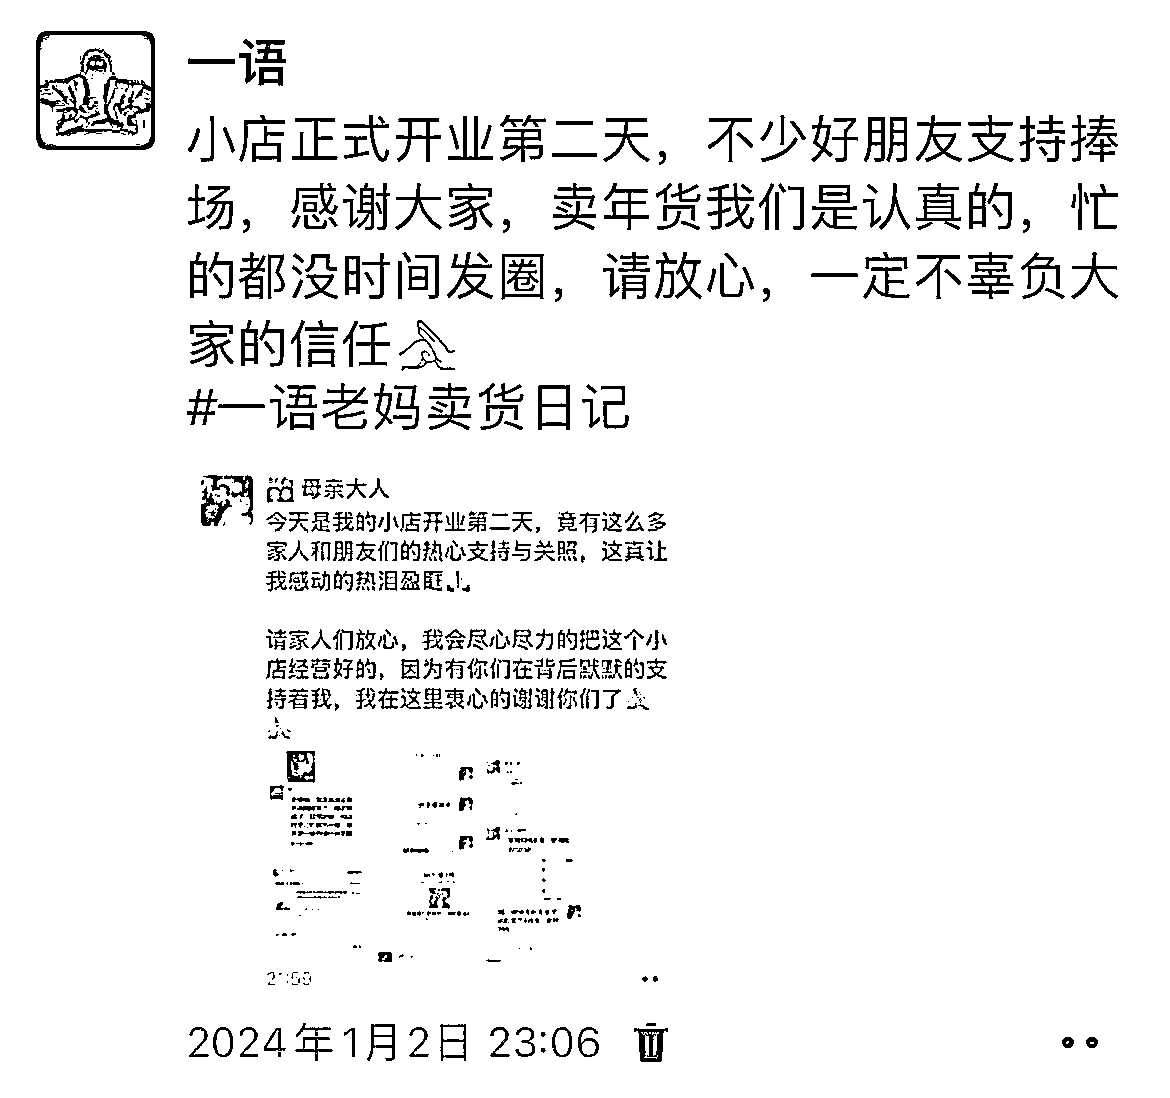 一语
小店正式开业第二天，不少好朋友支持捧
场，感谢大家，卖年货我们是认真的，忙
的都没时间发圈，请放心，一定不辜负大
家的信任
#一语老妈卖货日记
母亲大人
今天是我的小店开业第二天，竟有这么多
家人和朋友们的热心支持与关照，这真让
我感动的热泪盈眶
请家人们放心，我会尽心尽力的把这个小
店经营好的，因为有你们在背后默默的支
持着我，我在这里衷心的谢谢你们了
2024年1月2日 23:06